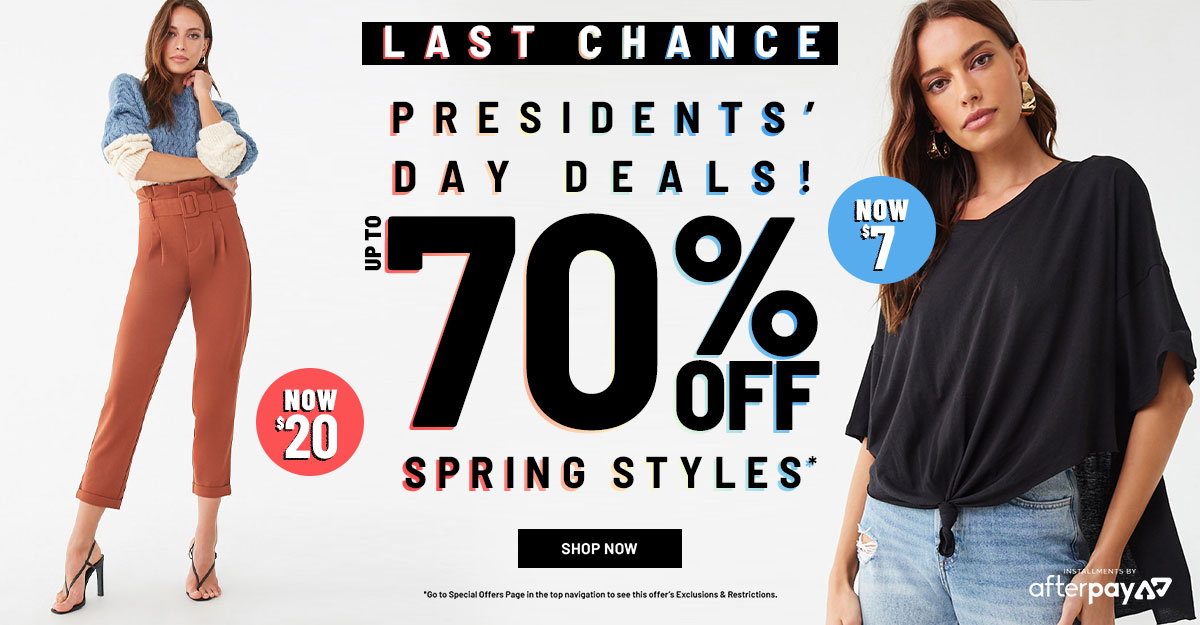 LAST CHANCE
PRESIDENTS'
DAY DEALS!
UP TO
70%
OFF
SPRING STYLES*
NOW
$20
NOW
$7
SHOP NOW
*Go to Special Offers Page in the top navigation to see this offer's Exclusions & Restrictions.
INSTALLMENTS BY
afterpay